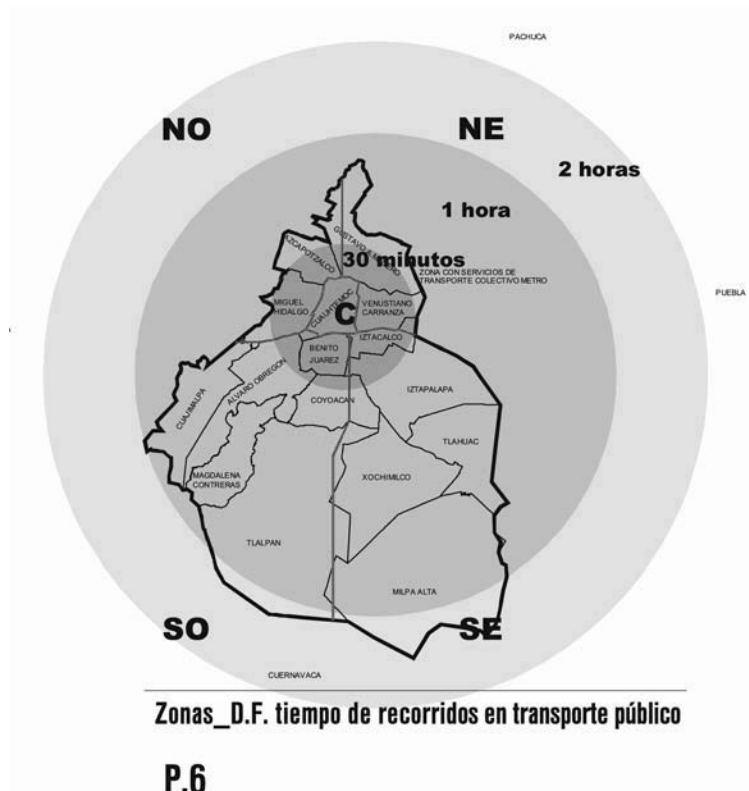 PACHUCA
NO
NE
2 horas
1 hora
AZCAPOTZALCO
30 minutos
ZONA CON SERVICIOS DE
TRANSPORTE COLECTIVO METRO
PUEBLA
MIGUEL
HIDALGO
CUAUHTEMOC
C
VENUSTIANO
CARRANZA
IZTACALCO
BENITO
JUAREZ
CUAJIMALPA
ALVARO OBREGON
COYOACAN
IZTAPALAPA
TLAHUAC
MAGDALENA
CONTRERAS
XOCHIMILCO
TLALPAN
MILPA ALTA
SO
SE
CUERNAVACA
Zonas_D.F. tiempo de recorridos en transporte público
P.6